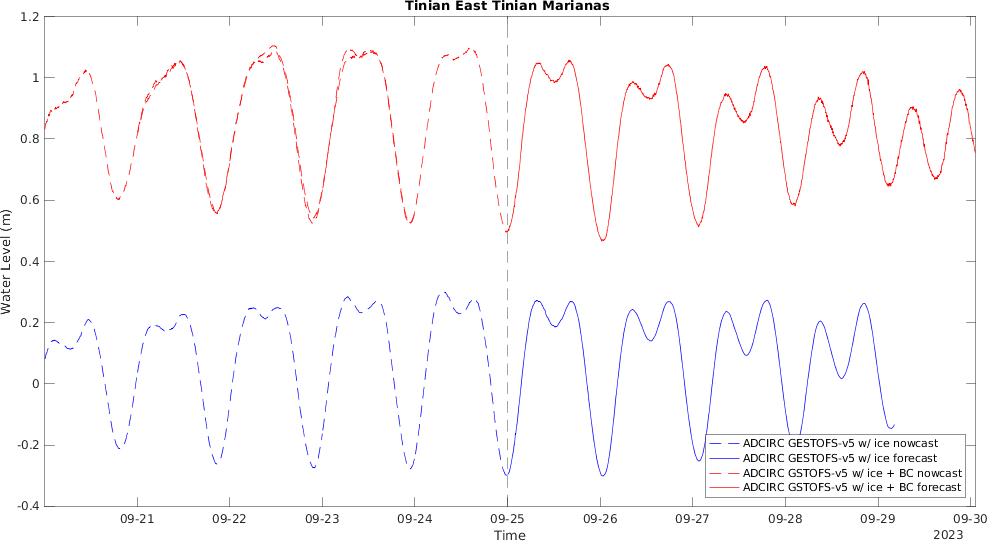 Tinian East Tinian Marianas
1.2
1
0.8
0.6
0.4
0.2
0
-0.2
-0.4
Water Level (m)
ADCIRC GESTOFS-v5 w/ ice nowcast
ADCIRC GESTOFS-v5 w/ ice forecast
ADCIRC GSTOFS-v5 w/ ice + BC nowcast
ADCIRC GSTOFS-v5 w/ ice + BC forecast
09-21 09-22 09-23 09-24 09-25 09-26 09-27 09-28 09-29 09-30
Time
2023